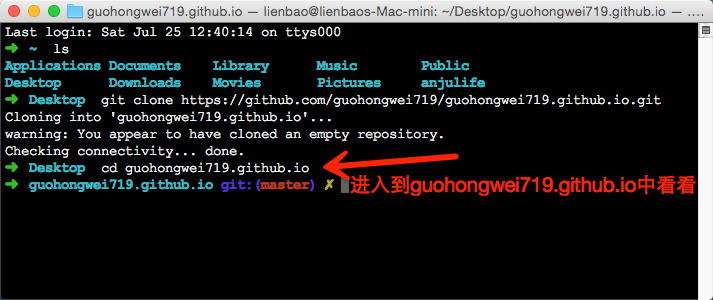 guohongwei719.github.io — lienbao@lienbaos-Mac-mini: ~/Desktop/guohongwei719.github.io — ....
Last login: Sat Jul 25 12:40:14 on ttys000
➜ ~ ls
Applications Documents Library Music Public
Desktop Downloads Movies Pictures anjulife
➜ Desktop git clone https://github.com/guohongwei719/guohongwei719.github.io.git
Cloning into 'guohongwei719.github.io'...
warning: You appear to have cloned an empty repository.
Checking connectivity... done.
➜ Desktop cd guohongwei719.github.io
➜ guohongwei719.github.io git:(master) ✗ 进入到guohongwei719.github.io中看看